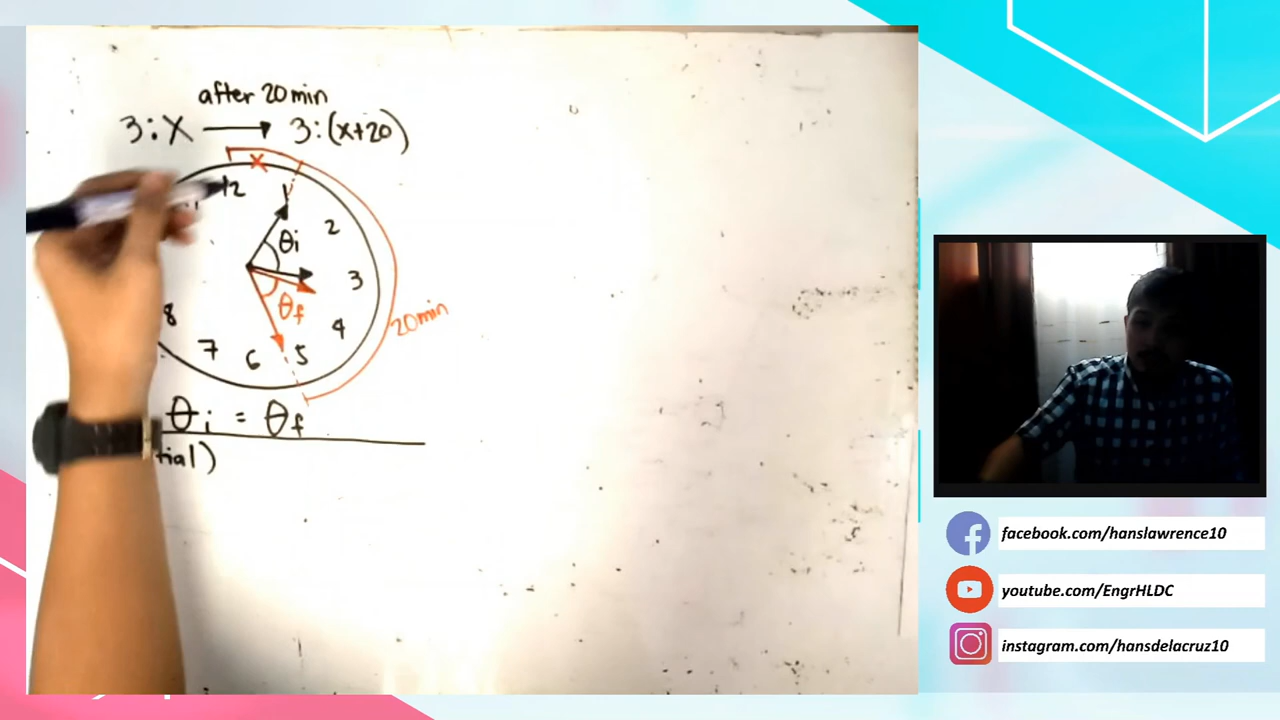 after 20 min
3:X → 3:(x+20)
x
12
1
2
θi
3
θf
8
4
20min
7
6
5
θi = θf
tial)
facebook.com/hanslawrence10
youtube.com/EngrHLDC
instagram.com/hansdelacruz10